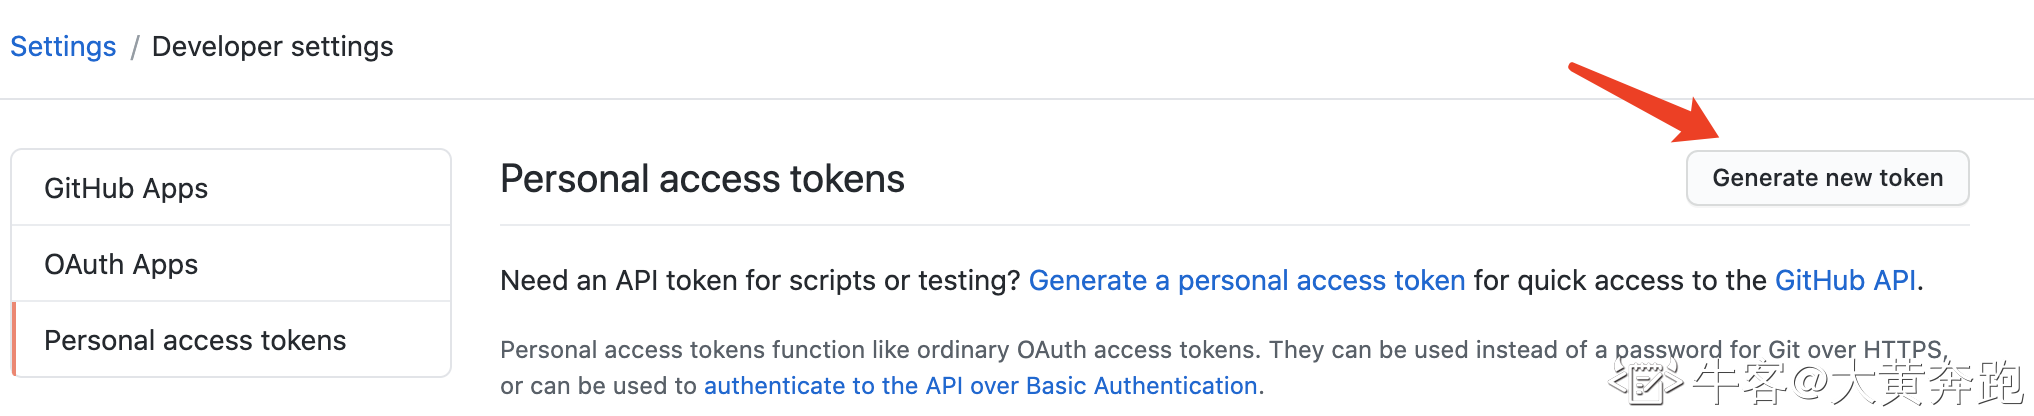 Settings / Developer settings
GitHub Apps
OAuth Apps
Personal access tokens
Personal access tokens
Generate new token
Need an API token for scripts or testing? Generate a personal access token for quick access to the GitHub API.
Personal access tokens function like ordinary OAuth access tokens. They can be used instead of a password for Git over HTTPS,
or can be used to authenticate to the API over Basic Authentication.
牛客@大黄奔跑